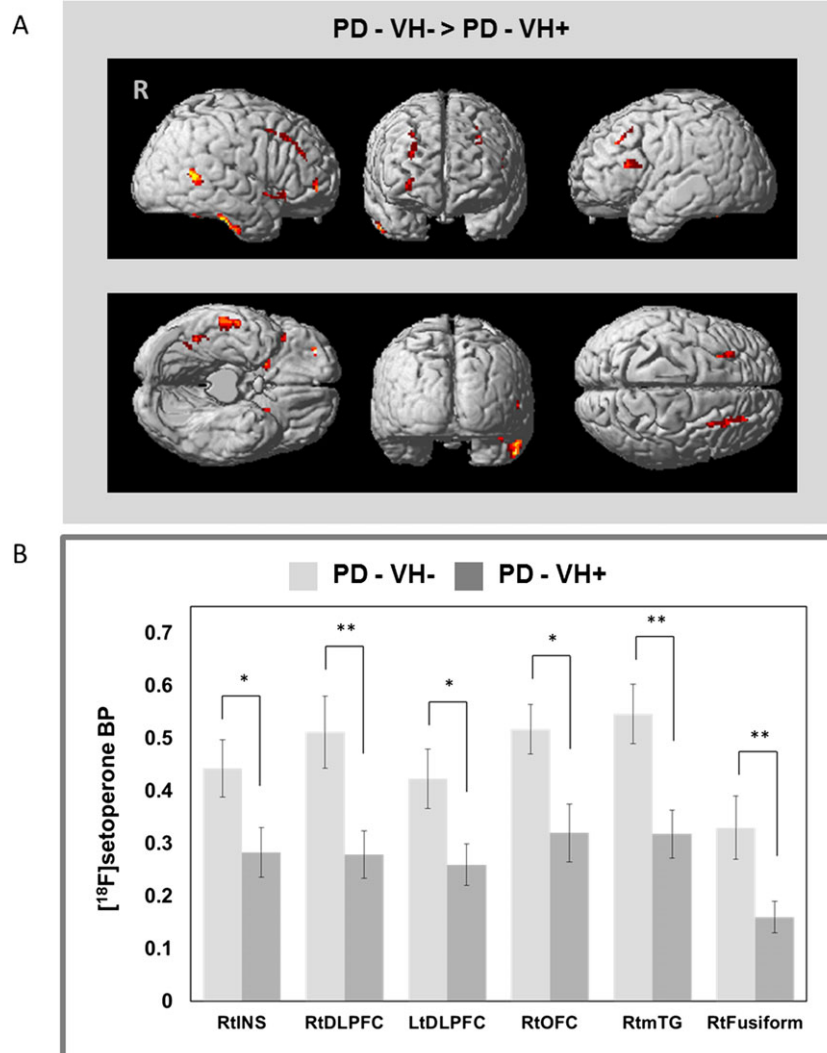 A
PD - VH- > PD - VH+
R
B
PD - VH- PD - VH+
[¹⁸F]setoperone BP
0.7
0.6
0.5
0.4
0.3
0.2
0.1
0
* ** * * ** **
RtINS RtDLPFC LtDLPFC RtOFC RtmTG RtFusiform